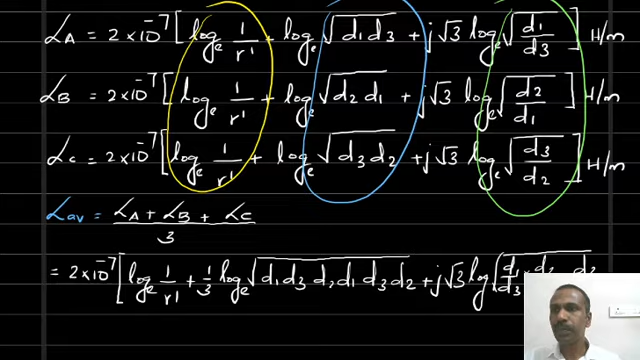 L_A = 2×10^-7 [ log_e 1/r' + log_e √(d1 d3) + j√3 log_e √(d1/d3) ] H/m
L_B = 2×10^-7 [ log_e 1/r' + log_e √(d2 d1) + j√3 log_e √(d2/d1) ] H/m
L_C = 2×10^-7 [ log_e 1/r' + log_e √(d3 d2) + j√3 log_e √(d3/d2) ] H/m
L_av = (L_A + L_B + L_C)/3
= 2×10^-7 [ log_e 1/r' + 1/3 log_e √(d1 d3 d2 d1 d3 d2) + j√3 log √(d1/d3 × d2